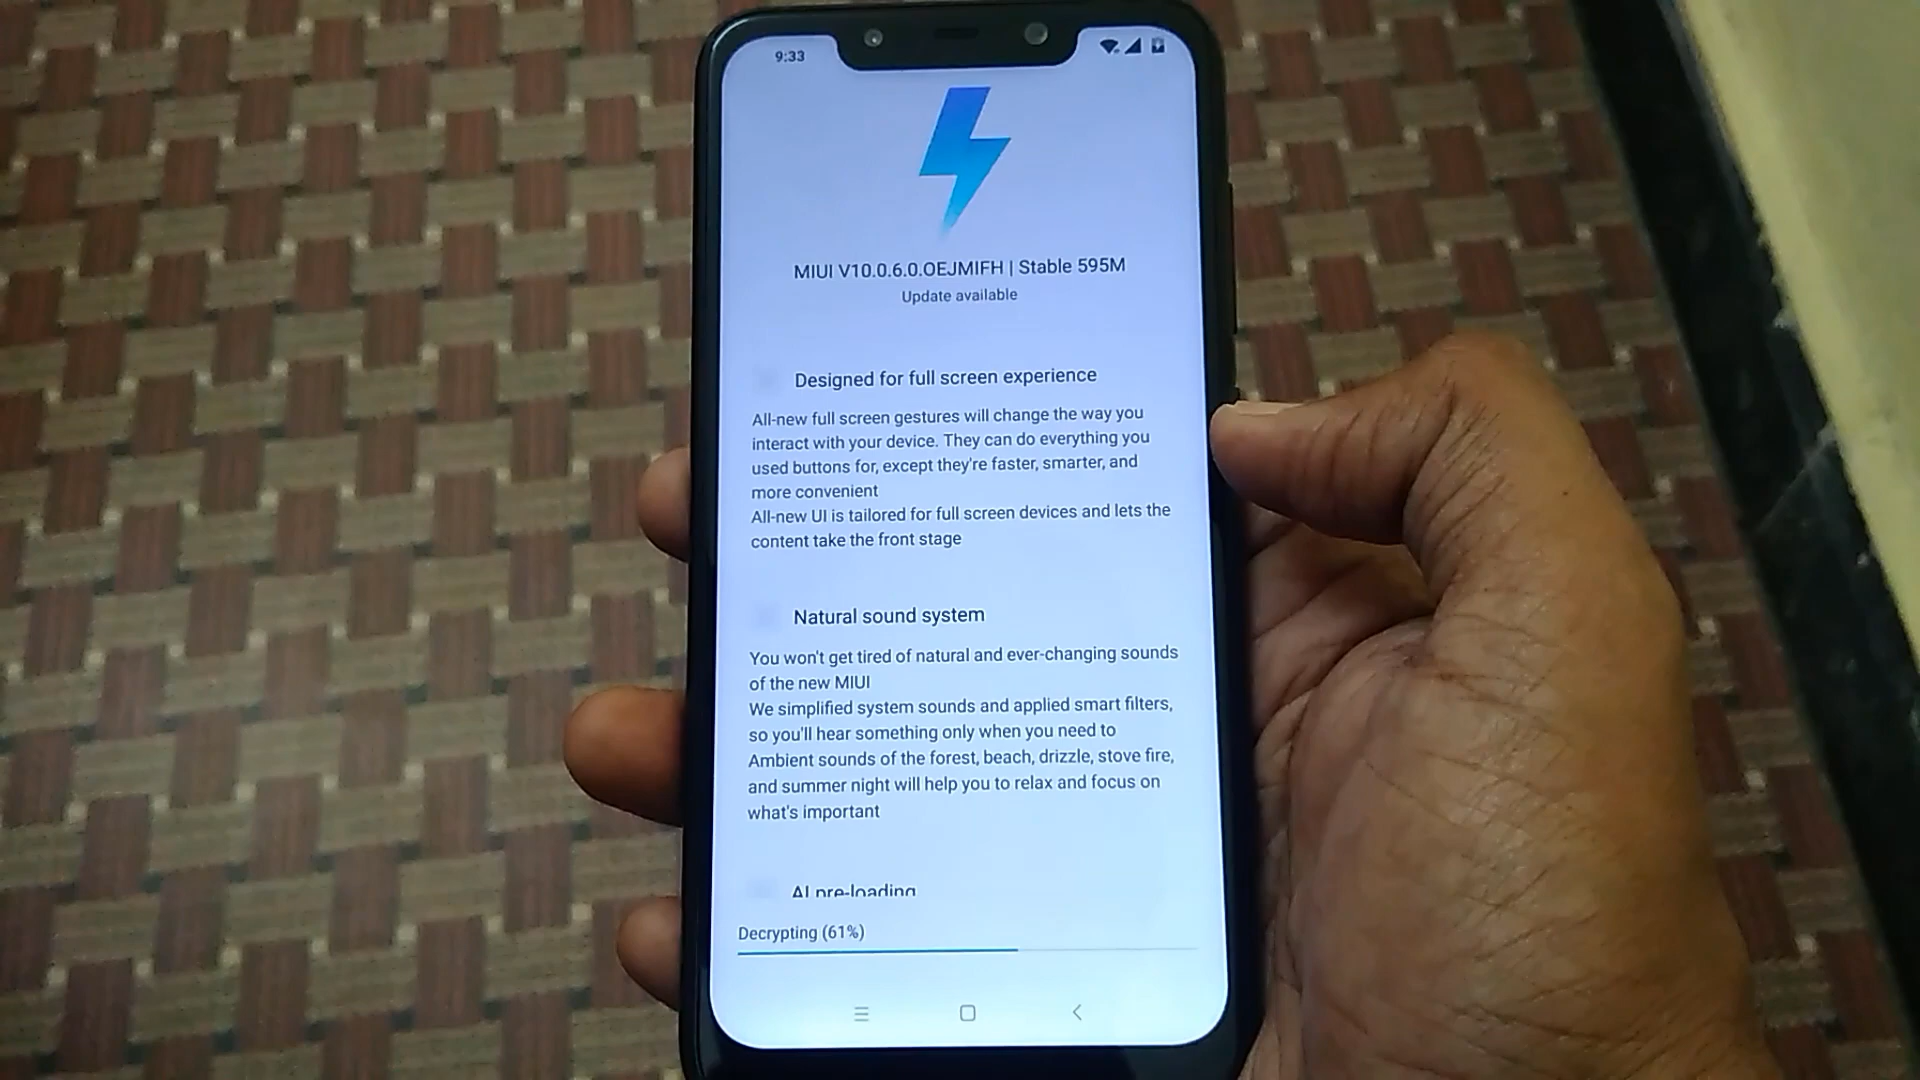 9:33
MIUI V10.0.6.0.OEJMIFH | Stable 595M
Update available
Designed for full screen experience
All-new full screen gestures will change the way you
interact with your device. They can do everything you
used buttons for, except they're faster, smarter, and
more convenient
All-new UI is tailored for full screen devices and lets the
content take the front stage
Natural sound system
You won't get tired of natural and ever-changing sounds
of the new MIUI
We simplified system sounds and applied smart filters,
so you'll hear something only when you need to
Ambient sounds of the forest, beach, drizzle, stove fire,
and summer night will help you to relax and focus on
what's important
AI pre-loading
Decrypting (61%)